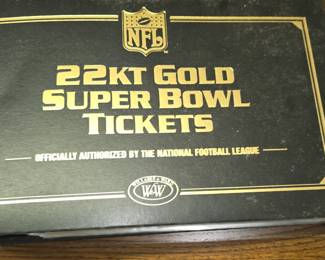 NFL
22KT GOLD
SUPER BOWL
TICKETS
OFFICIALLY AUTHORIZED BY THE NATIONAL FOOTBALL LEAGUE
W&W